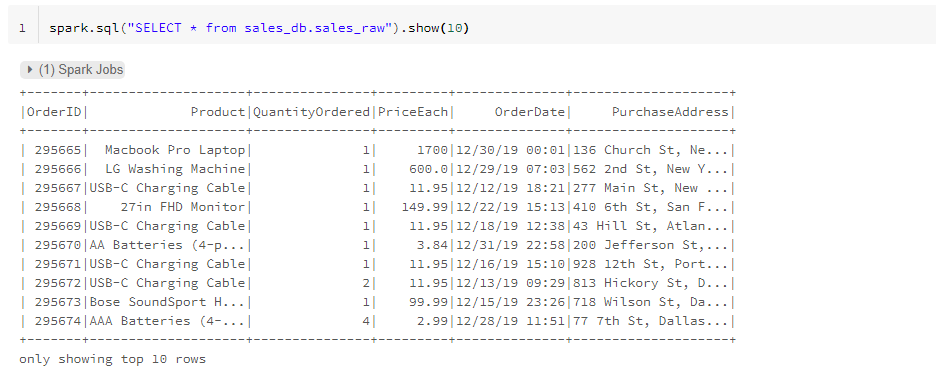 1 spark.sql("SELECT * from sales_db.sales_raw").show(10)
(1) Spark Jobs
+-------+--------------------+---------------+---------+--------------+--------------------+
|OrderID|             Product|QuantityOrdered|PriceEach|     OrderDate|     PurchaseAddress|
+-------+--------------------+---------------+---------+--------------+--------------------+
| 295665|  Macbook Pro Laptop|              1|     1700|12/30/19 00:01|136 Church St, Ne...|
| 295666|  LG Washing Machine|              1|    600.0|12/29/19 07:03|562 2nd St, New Y...|
| 295667|USB-C Charging Cable|              1|    11.95|12/12/19 18:21|277 Main St, New ...|
| 295668|    27in FHD Monitor|              1|   149.99|12/22/19 15:13|410 6th St, San F...|
| 295669|USB-C Charging Cable|              1|    11.95|12/18/19 12:38|43 Hill St, Atlan...|
| 295670|AA Batteries (4-p...|              1|     3.84|12/31/19 22:58|200 Jefferson St,...|
| 295671|USB-C Charging Cable|              1|    11.95|12/16/19 15:10|928 12th St, Port...|
| 295672|USB-C Charging Cable|              2|    11.95|12/13/19 09:29|813 Hickory St, D...|
| 295673|Bose SoundSport H...|              1|    99.99|12/15/19 23:26|718 Wilson St, Da...|
| 295674|AAA Batteries (4-...|              4|     2.99|12/28/19 11:51|77 7th St, Dallas...|
+-------+--------------------+---------------+---------+--------------+--------------------+
only showing top 10 rows